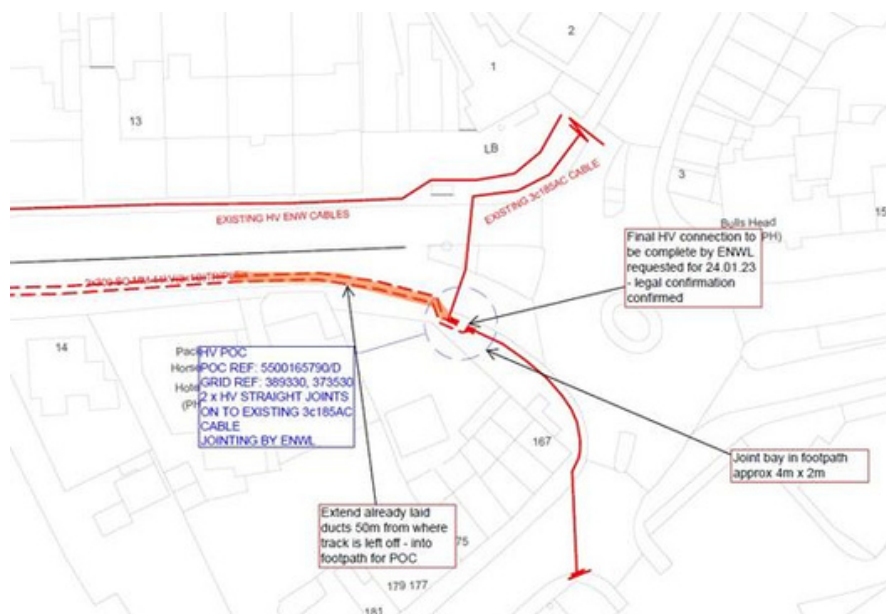 2
1
13
LB
3
EXISTING HV ENW CABLES
EXISTING 3c185AC CABLE
15
Bulls Head
PH)
Final HV connection to
be complete by ENWL
requested for 24.01.23
- legal confirmation
confirmed
14
HV POC
POC REF: 5500165790/D
GRID REF: 389330, 373530
2 x HV STRAIGHT JOINTS
ON TO EXISTING 3c185AC
CABLE
JOINTING BY ENWL
(PH
167
Joint bay in footpath
approx 4m x 2m
Extend already laid
ducts 50m from where
track is left off - into
footpath for POC
75
179 177
181